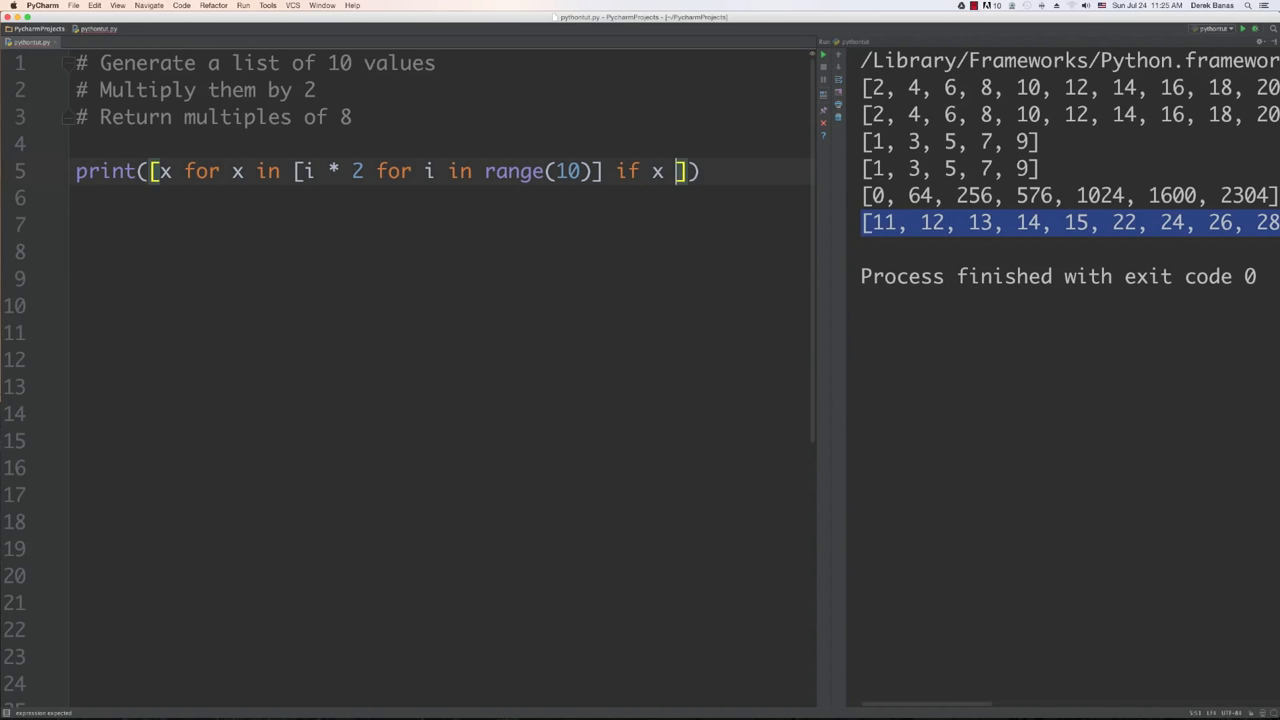 PyCharm File Edit View Navigate Code Refactor Run Tools VCS Window Help 10 Sun Jul 24 11:25 AM Derek Banas
pythontut.py - PycharmProjects - [~/PycharmProjects]
PycharmProjects pythontut.py pythontut
pythontut.py Run: pythontut
1 # Generate a list of 10 values
2 # Multiply them by 2
3 # Return multiples of 8
4
5 print([x for x in [i * 2 for i in range(10)] if x ])
6
7
8
9
10
11
12
13
14
15
16
17
18
19
20
21
22
23
24
/Library/Frameworks/Python.framewor
[2, 4, 6, 8, 10, 12, 14, 16, 18, 20
[2, 4, 6, 8, 10, 12, 14, 16, 18, 20
[1, 3, 5, 7, 9]
[1, 3, 5, 7, 9]
[0, 64, 256, 576, 1024, 1600, 2304]
[11, 12, 13, 14, 15, 22, 24, 26, 28
Process finished with exit code 0
expression expected 5:51 LF÷ UTF-8÷